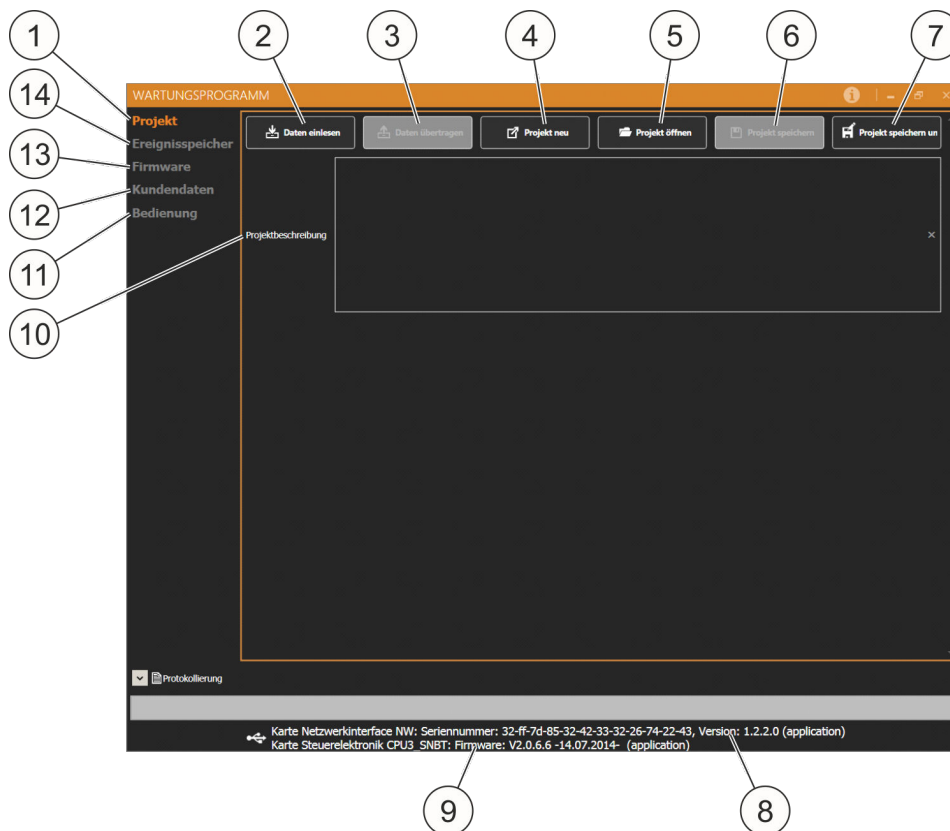 1
2
3
4
5
6
7
14
13
12
11
10
WARTUNGSPROGRAMM
Projekt
Ereignisspeicher
Firmware
Kundendaten
Bedienung
Daten einlesen
Daten übertragen
Projekt neu
Projekt öffnen
Projekt speichern
Projekt speichern un
Projektbeschreibung
Protokollierung
Karte Netzwerkinterface NW: Seriennummer: 32-ff-7d-85-32-42-33-32-26-74-22-43, Version: 1.2.2.0 (application)
Karte Steuerelektronik CPU3_SNBT: Firmware: V2.0.6.6 -14.07.2014- (application)
9
8